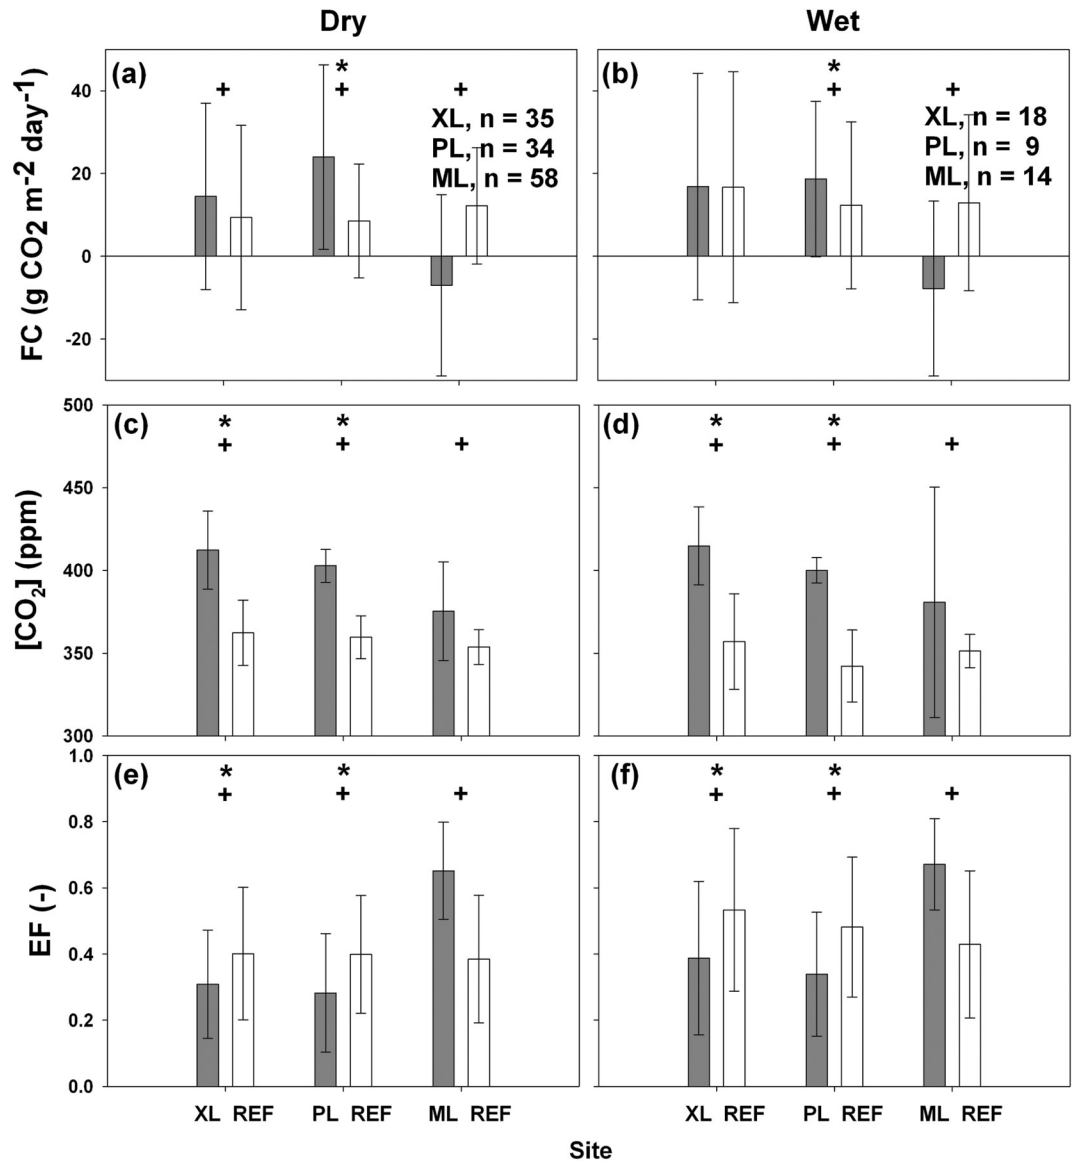 Dry
Wet
(a)
*
+ + +
XL, n = 35
PL, n = 34
ML, n = 58
40
20
0
-20
FC (g CO2 m-2 day-1)
(b)
*
+ +
XL, n = 18
PL, n = 9
ML, n = 14
(c)
* *
+ + +
500
450
400
350
300
[CO₂] (ppm)
(d)
* *
+ + +
(e)
* *
+ + +
1.0
0.8
0.6
0.4
0.2
0.0
EF (-)
(f)
* *
+ + +
XL REF PL REF ML REF
XL REF PL REF ML REF
Site